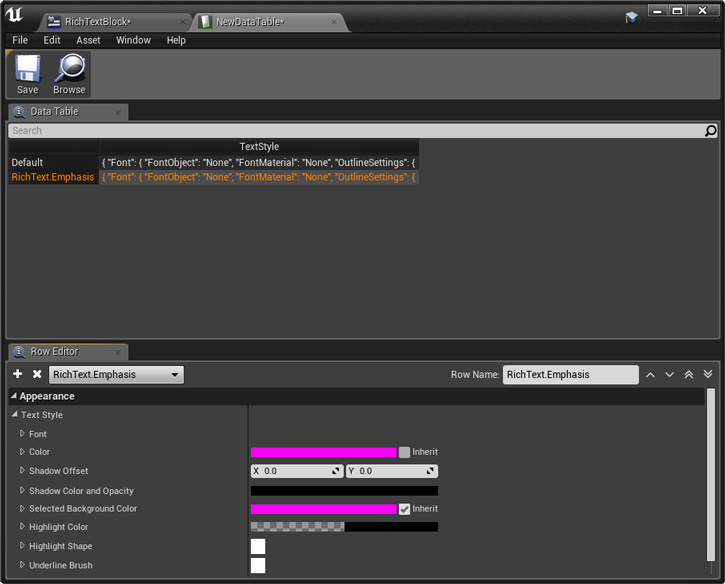 RichTextBlock*
NewDataTable*
File Edit Asset Window Help
Save Browse
Data Table
Search
TextStyle
Default { "Font": { "FontObject": "None", "FontMaterial": "None", "OutlineSettings": {
RichText.Emphasis { "Font": { "FontObject": "None", "FontMaterial": "None", "OutlineSettings": {
Row Editor
RichText.Emphasis Row Name: RichText.Emphasis
Appearance
Text Style
Font
Color Inherit
Shadow Offset X 0.0 Y 0.0
Shadow Color and Opacity
Selected Background Color Inherit
Highlight Color
Highlight Shape
Underline Brush